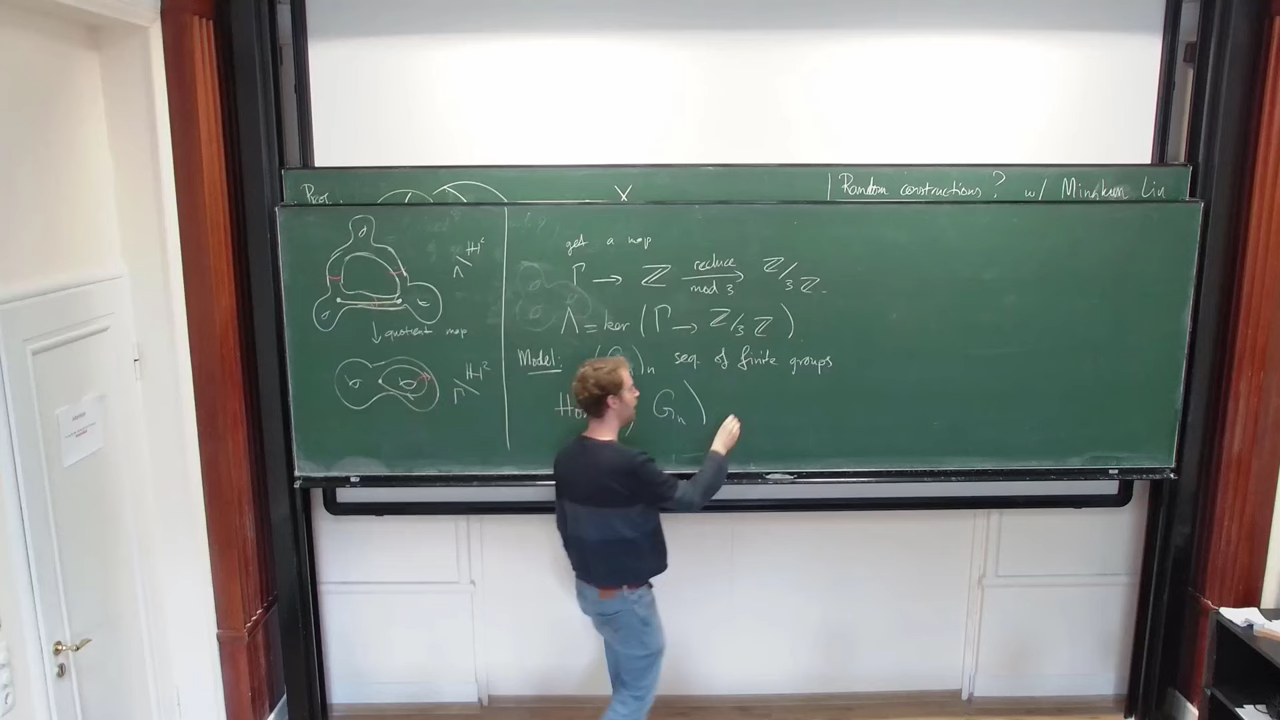 Random constructions? w/ Mingkun Liu
Λ\ℍ²
quotient map
Γ\ℍ²
get a map
Γ → ℤ reduce mod 3 → ℤ/3ℤ.
Λ = ker (Γ → ℤ/3ℤ)
Model: ( )n seq. of finite groups
Gn)